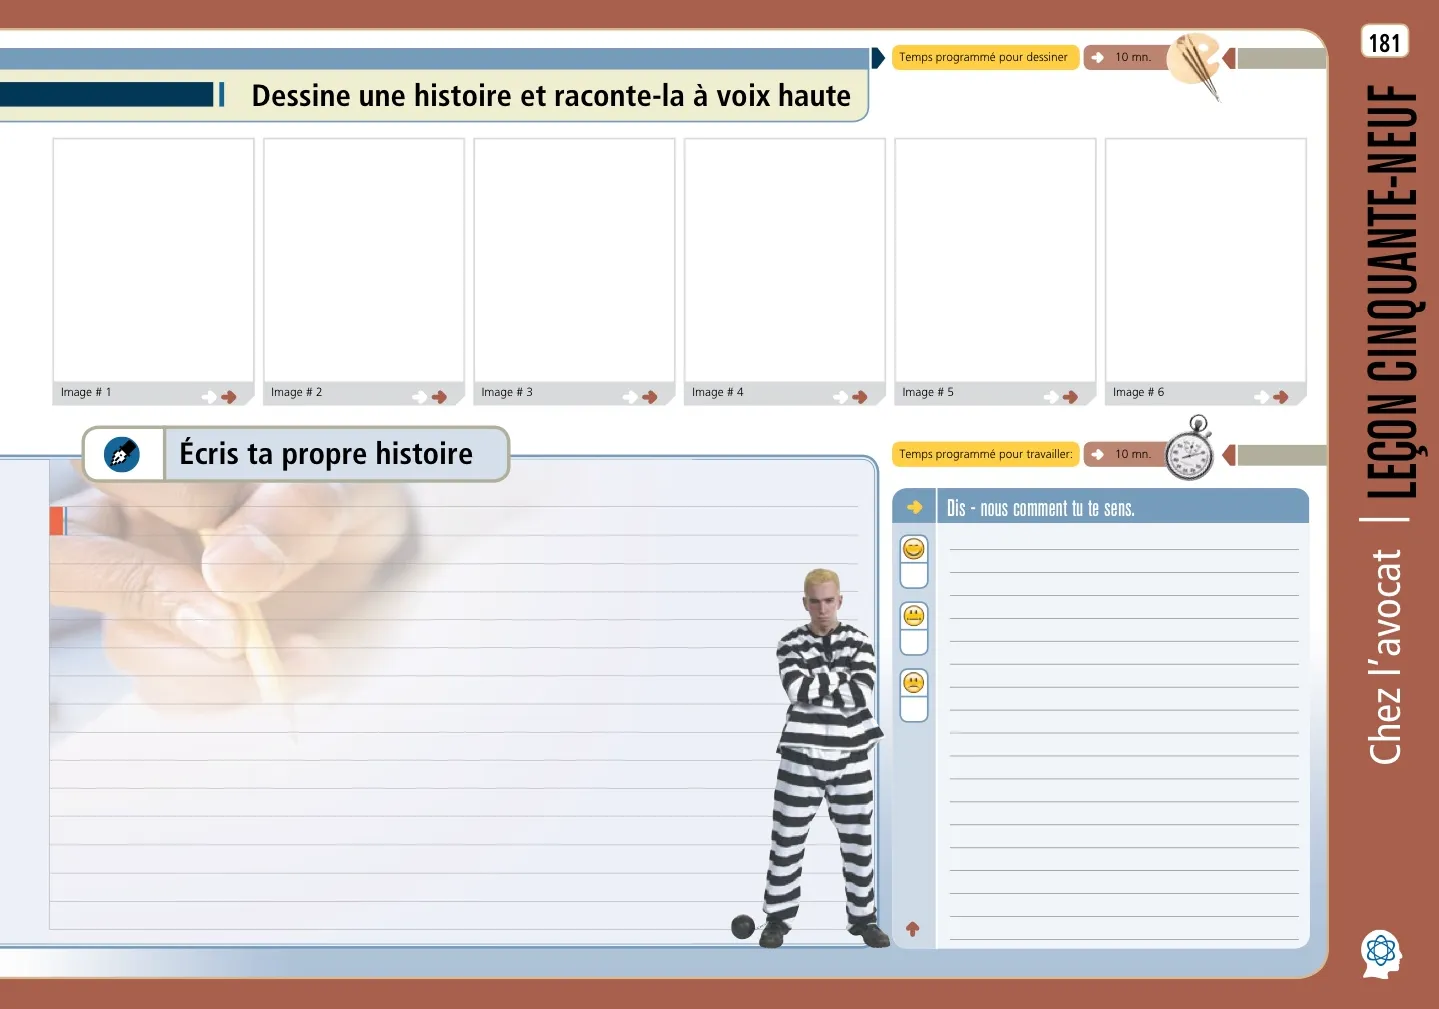 181
LEÇON CINQUANTE-NEUF
Chez l'avocat
Temps programmé pour dessiner
10 mn.
Dessine une histoire et raconte-la à voix haute
Image # 1
Image # 2
Image # 3
Image # 4
Image # 5
Image # 6
Écris ta propre histoire
Temps programmé pour travailler:
10 mn.
Dis - nous comment tu te sens.